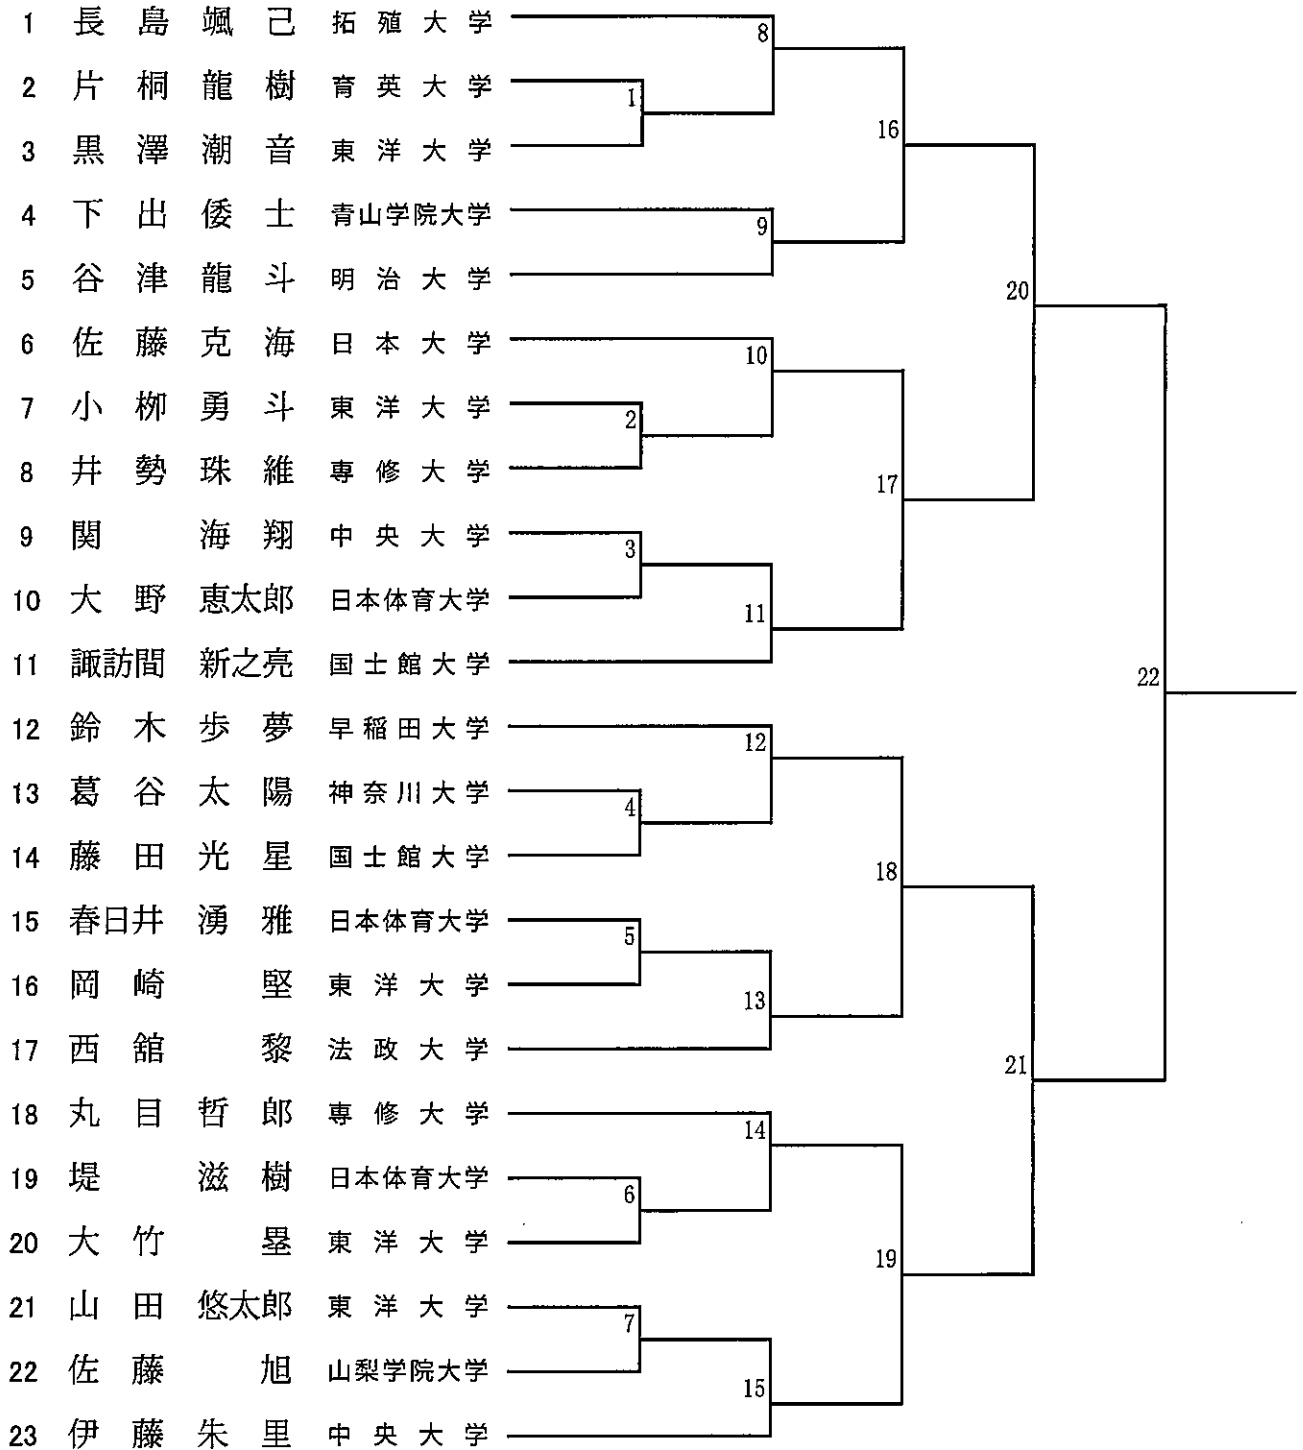 1 長島颯己 拓殖大学
2 片桐龍樹 育英大学
3 黒澤潮音 東洋大学
4 下出倭士 青山学院大学
5 谷津龍斗 明治大学
6 佐藤克海 日本大学
7 小栁勇斗 東洋大学
8 井勢珠維 専修大学
9 関 海翔 中央大学
10 大野恵太郎 日本体育大学
11 諏訪間 新之亮 国士館大学
12 鈴木歩夢 早稲田大学
13 葛谷太陽 神奈川大学
14 藤田光星 国士館大学
15 春日井 湧雅 日本体育大学
16 岡崎 堅 東洋大学
17 西舘 黎 法政大学
18 丸目哲郎 専修大学
19 堤 滋樹 日本体育大学
20 大竹 塁 東洋大学
21 山田悠太郎 東洋大学
22 佐藤 旭 山梨学院大学
23 伊藤朱里 中央大学
1
2
3
4
5
6
7
8
9
10
11
12
13
14
15
16
17
18
19
20
21
22